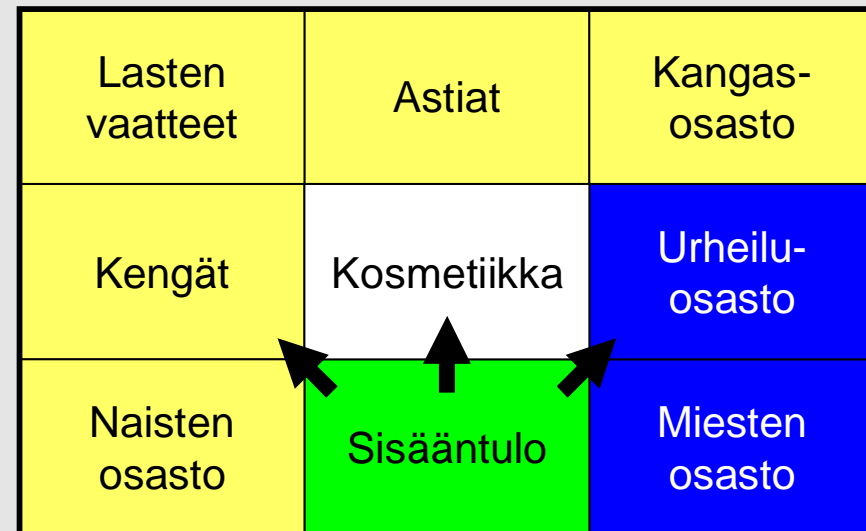 Lasten
vaatteet
Astiat
Kangas-
osasto
Kengät
Kosmetiikka
Urheilu-
osasto
Naisten
osasto
Sisääntulo
Miesten
osasto